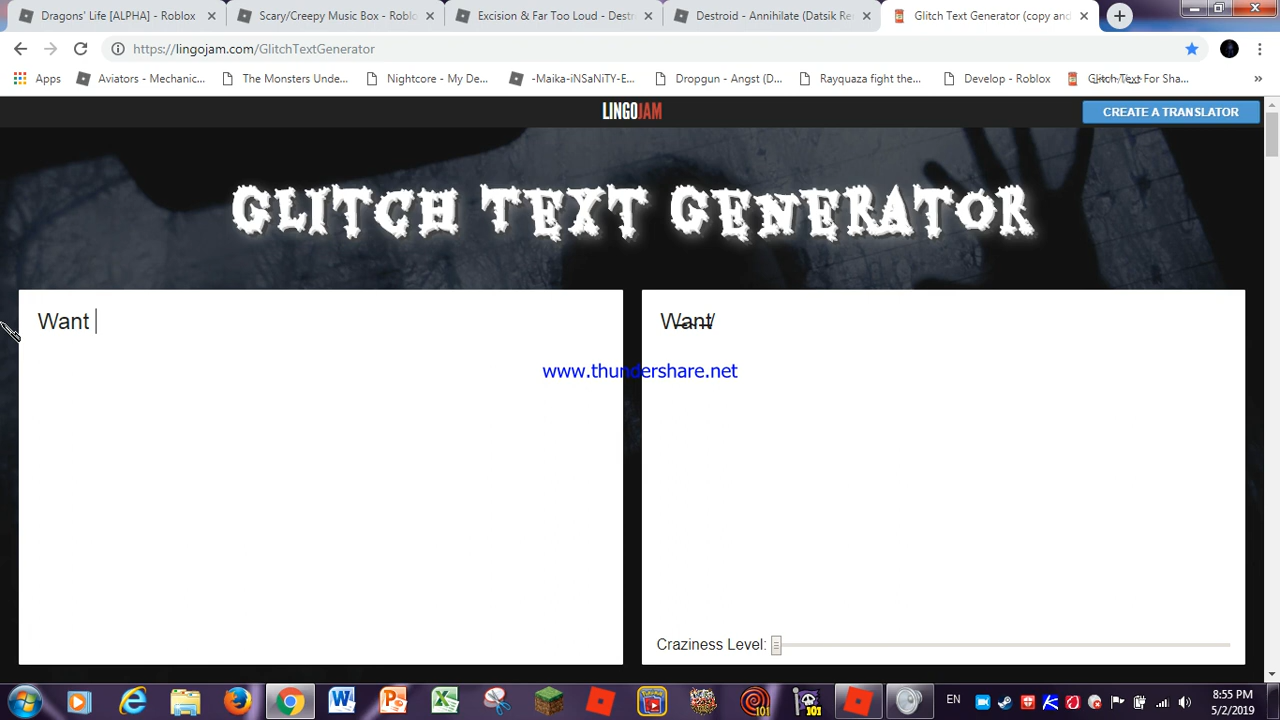 Dragons' Life [ALPHA] - Roblox
Scary/Creepy Music Box - Roblo
Excision & Far Too Loud - Dest
Destroid - Annihilate (Datsik Re
Glitch Text Generator (copy and
https://lingojam.com/GlitchTextGenerator
Apps
Aviators - Mechanic...
The Monsters Unde...
Nightcore - My De...
-Maika-iNSaNiTY-E...
Dropgun - Angst (D...
Rayquaza fight the...
Develop - Roblox
Glitch Text For Sha...
LINGOJAM
CREATE A TRANSLATOR
GLITCH TEXT GENERATOR
Want
Want
www.thundershare.net
Craziness Level:
EN
8:55 PM
5/2/2019